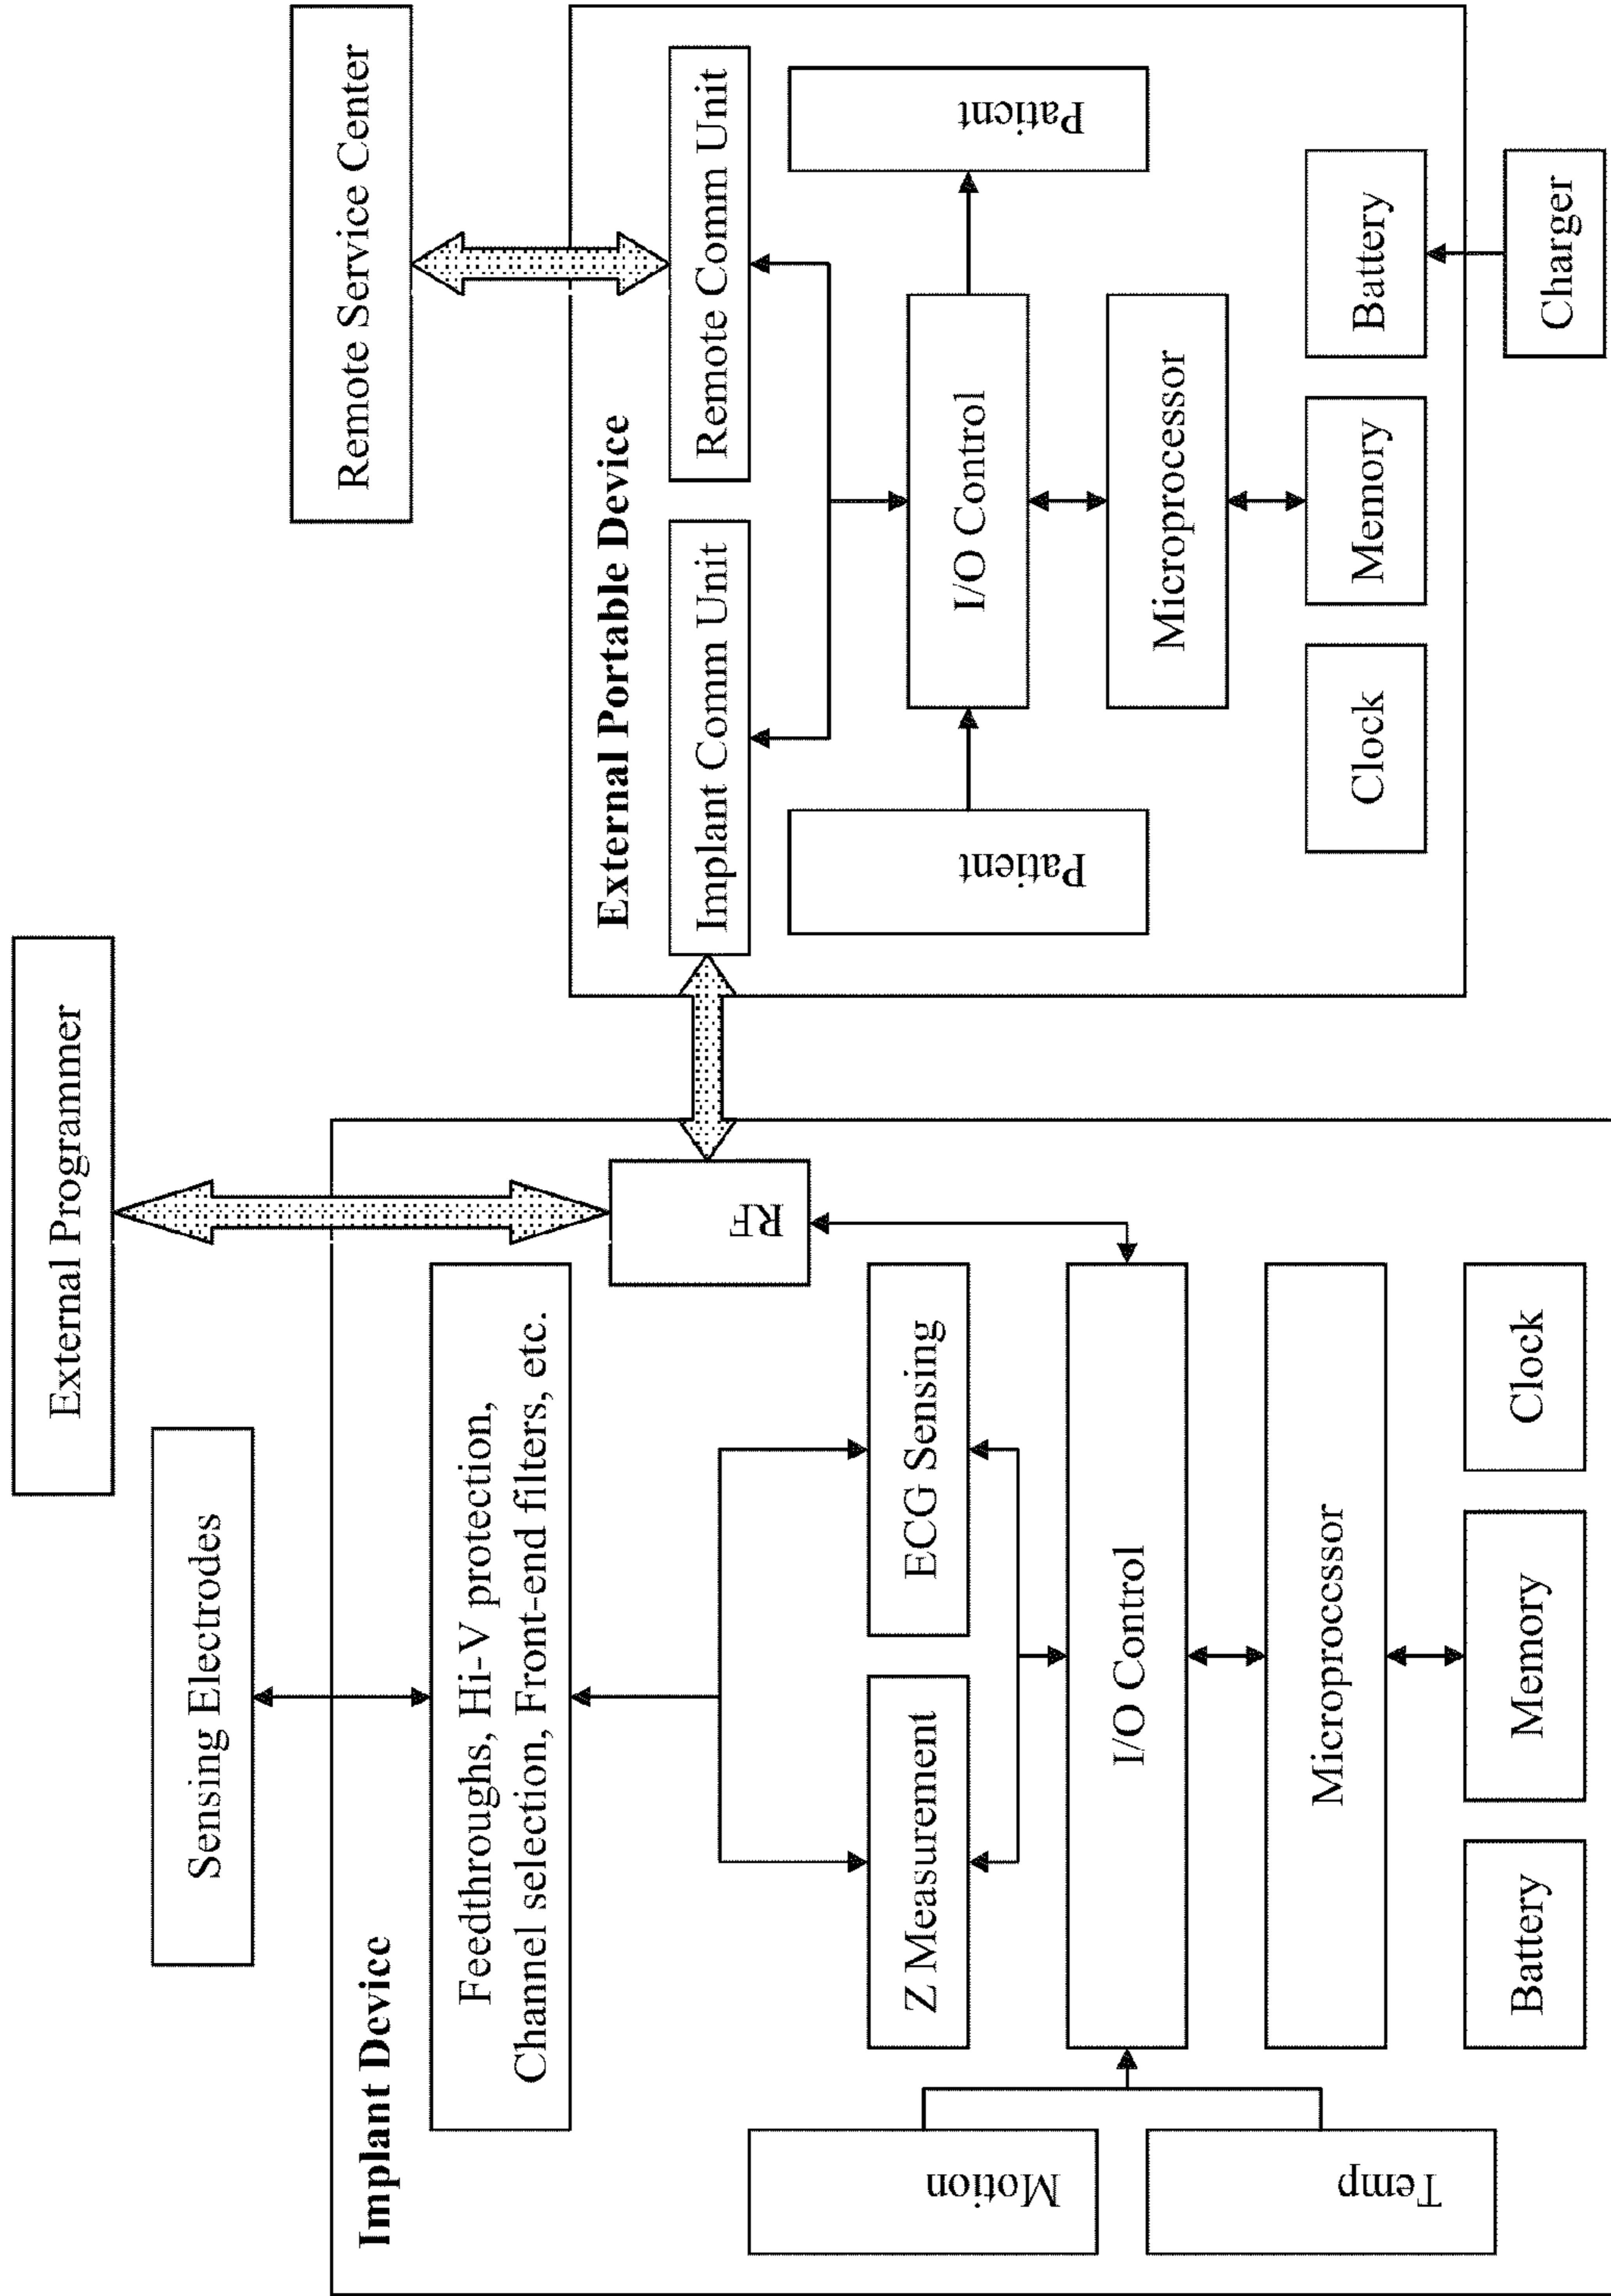 External Programmer
Remote Service Center
Sensing Electrodes
Implant Device
Feedthroughs, Hi-V protection,
Channel selection, Front-end filters, etc.
RF
Z Measurement
ECG Sensing
Motion
Temp
I/O Control
Microprocessor
Battery
Memory
Clock
External Portable Device
Implant Comm Unit
Remote Comm Unit
Patient
I/O Control
Patient
Microprocessor
Clock
Memory
Battery
Charger